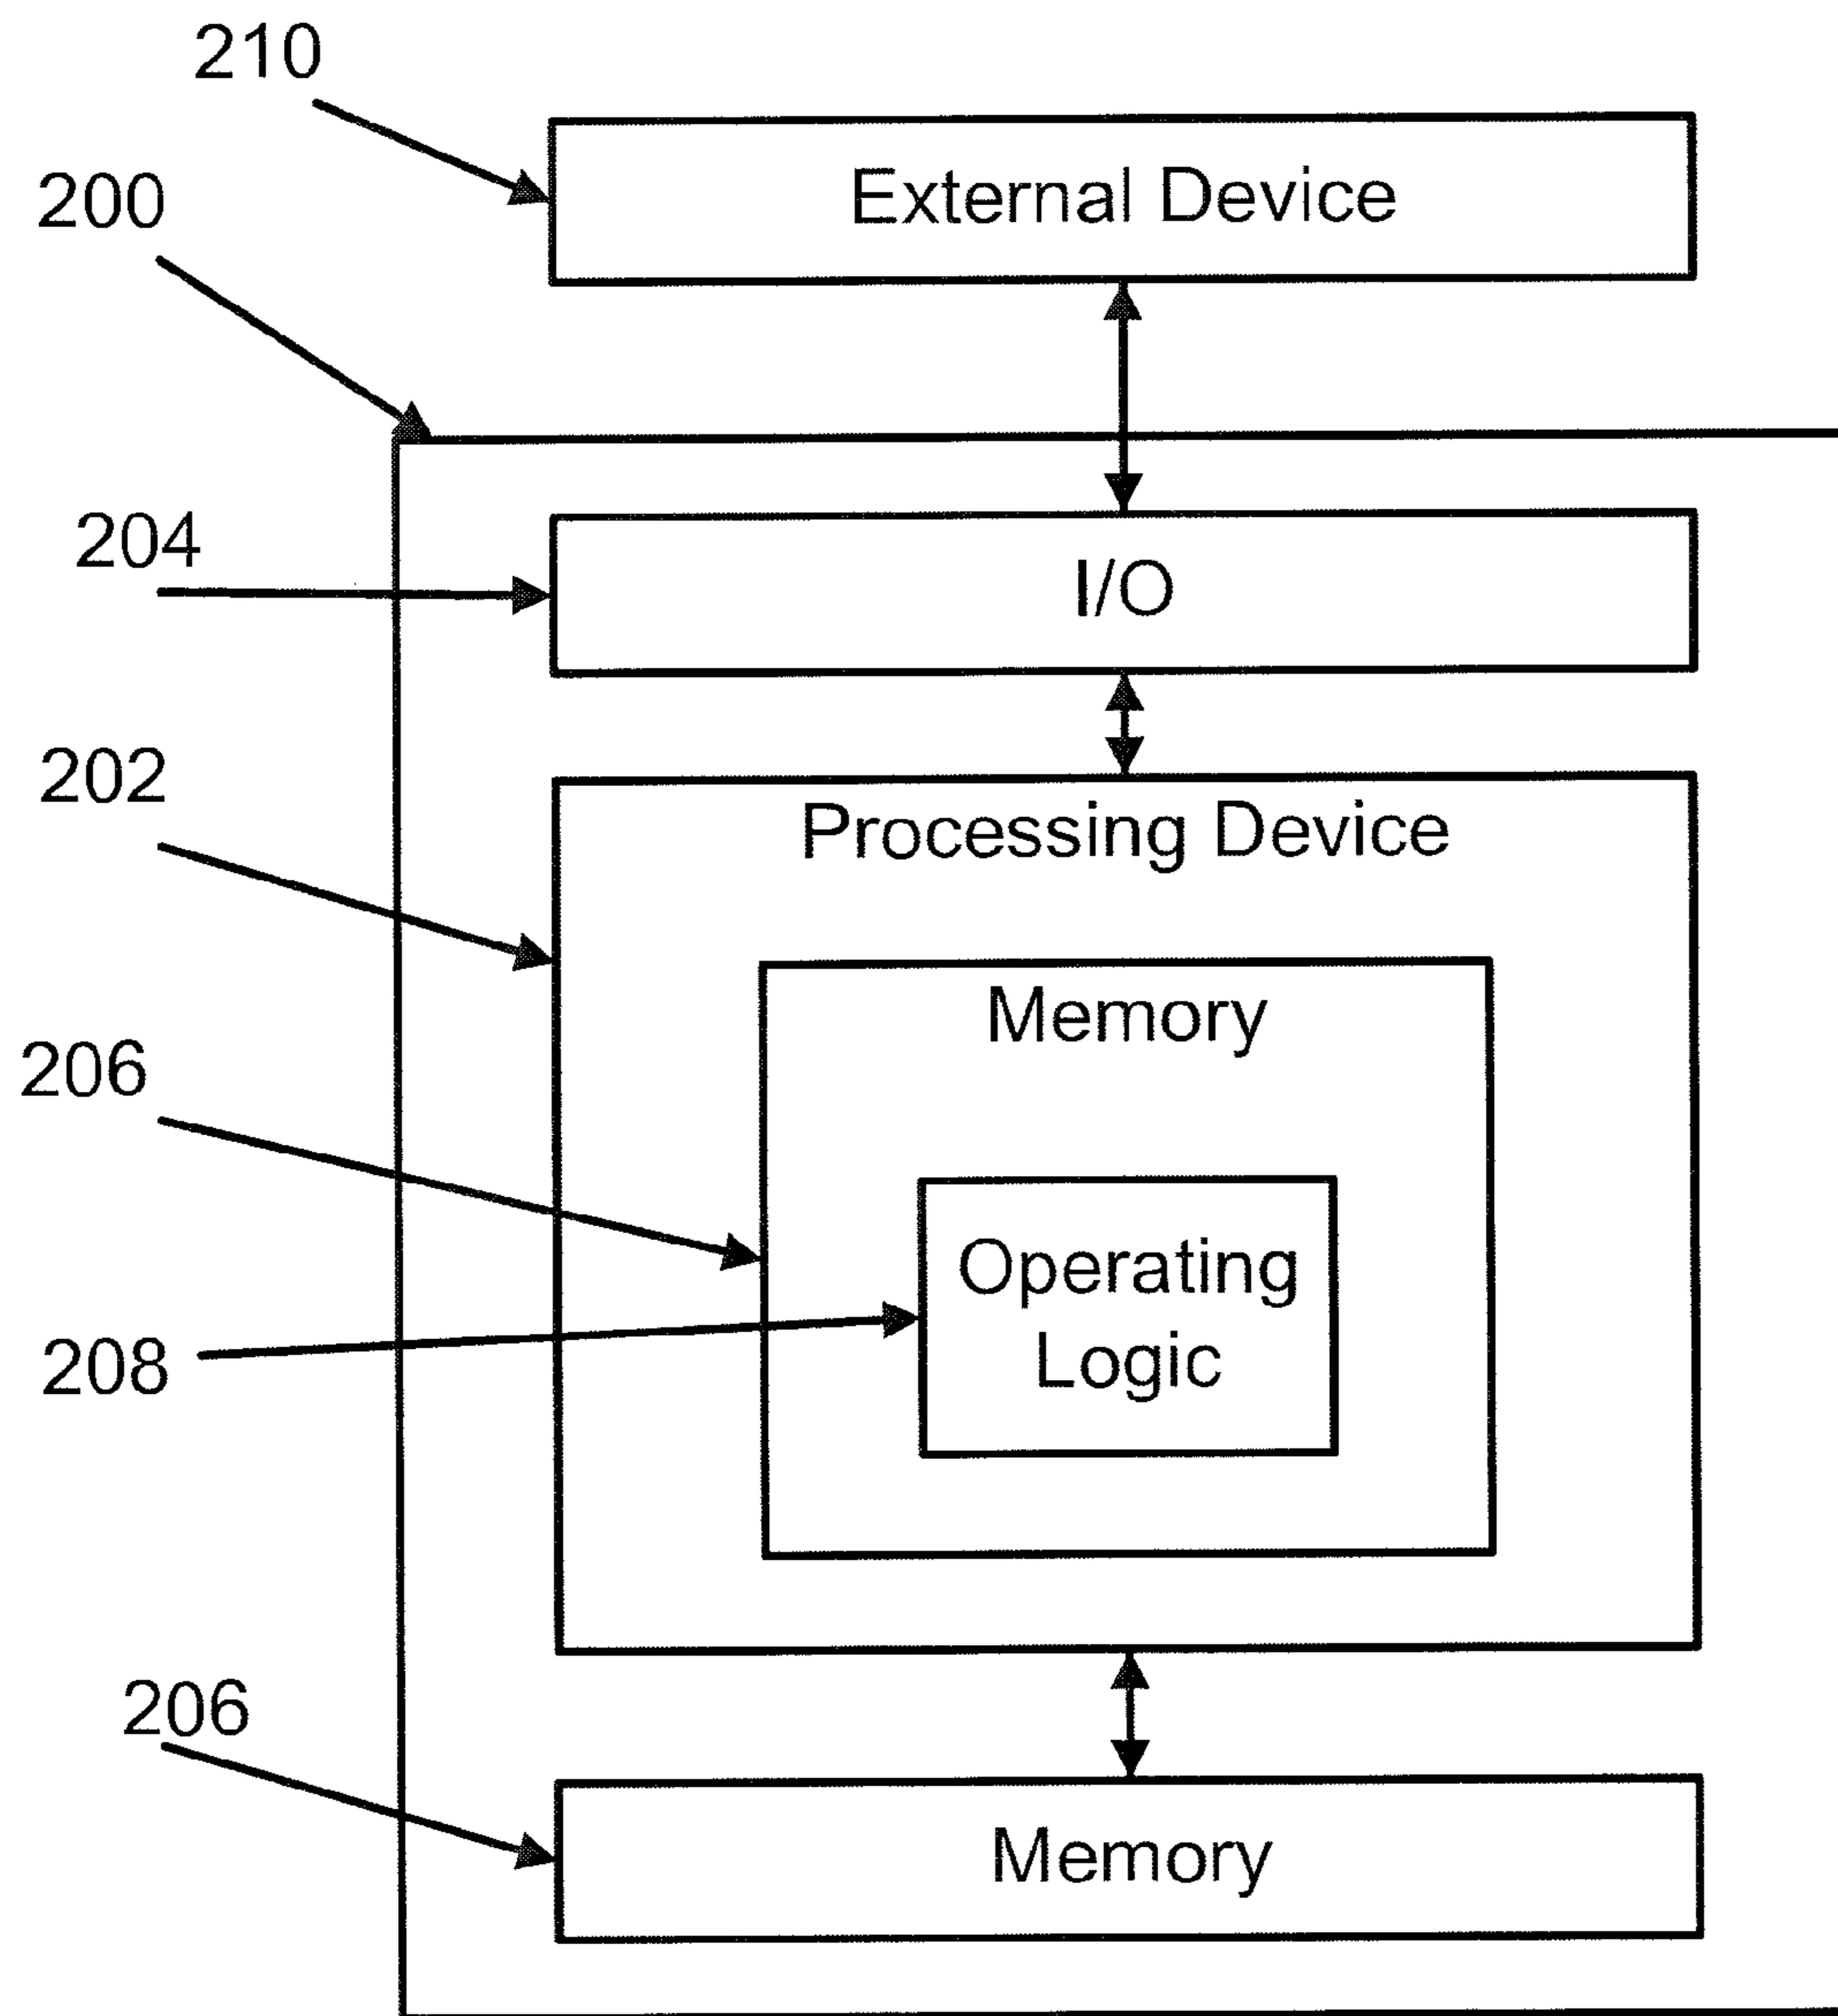 210
External Device
200
204
I/O
202
Processing Device
Memory
206
Operating
Logic
208
206
Memory